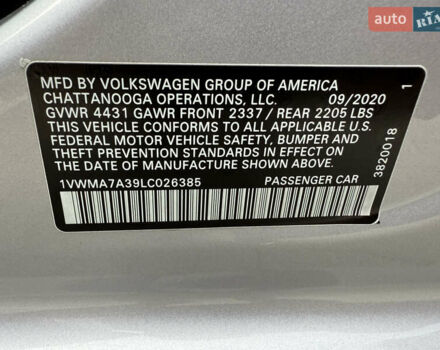 auto RIA
MFD BY VOLKSWAGEN GROUP OF AMERICA
CHATTANOOGA OPERATIONS, LLC. 09/2020
GVWR 4431 GAWR FRONT 2337 / REAR 2205 LBS
THIS VEHICLE CONFORMS TO ALL APPLICABLE U.S.
FEDERAL MOTOR VEHICLE SAFETY, BUMPER AND
THEFT PREVENTION STANDARDS IN EFFECT ON
THE DATE OF MANUFACTURE SHOWN ABOVE.
1VWMA7A39LC026385 PASSENGER CAR
3820018 1